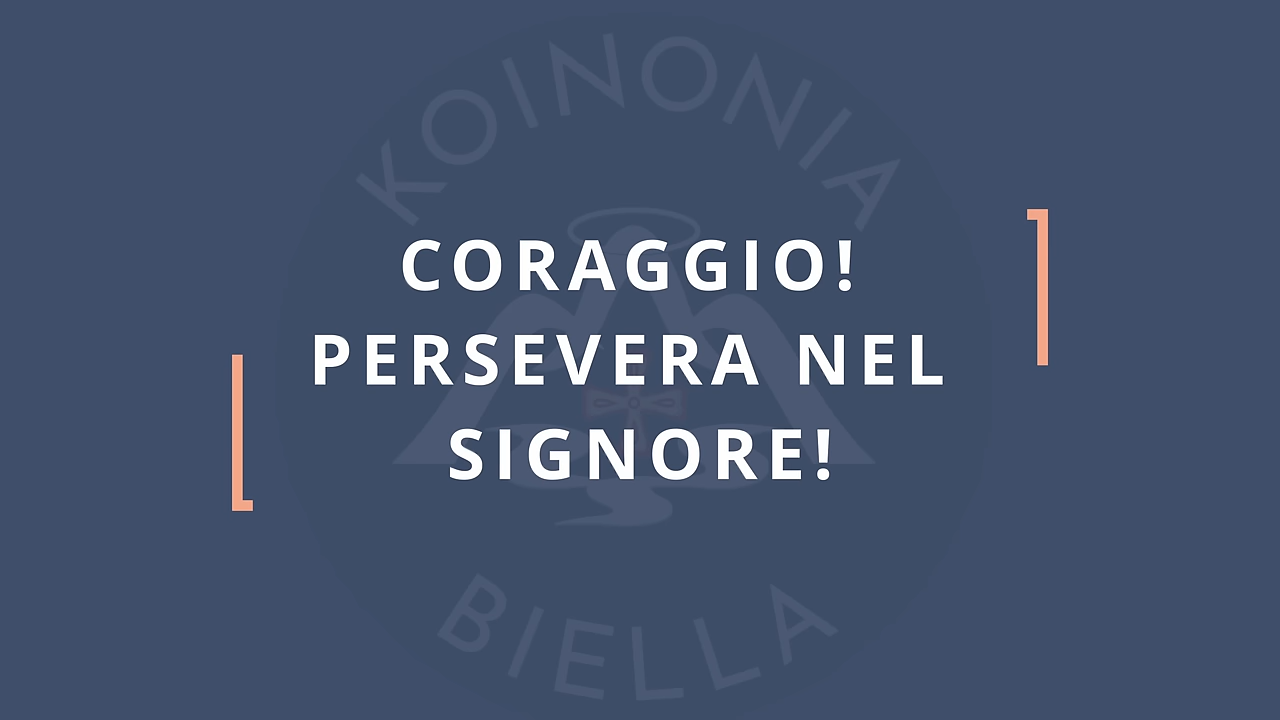 KOINONIA
CORAGGIO!
PERSEVERA NEL
SIGNORE!
BIELLA